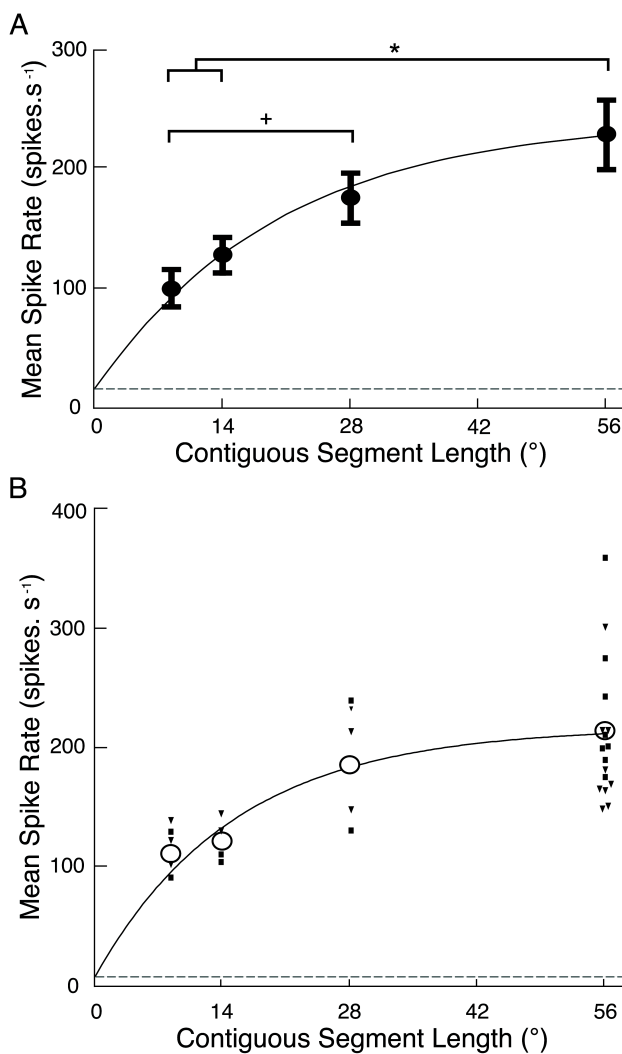 A
300
*
+
200
100
0
Mean Spike Rate (spikes.s⁻¹)
0 14 28 42 56
Contiguous Segment Length (°)
B
400
300
200
100
0
Mean Spike Rate (spikes. s⁻¹)
0 14 28 42 56
Contiguous Segment Length (°)